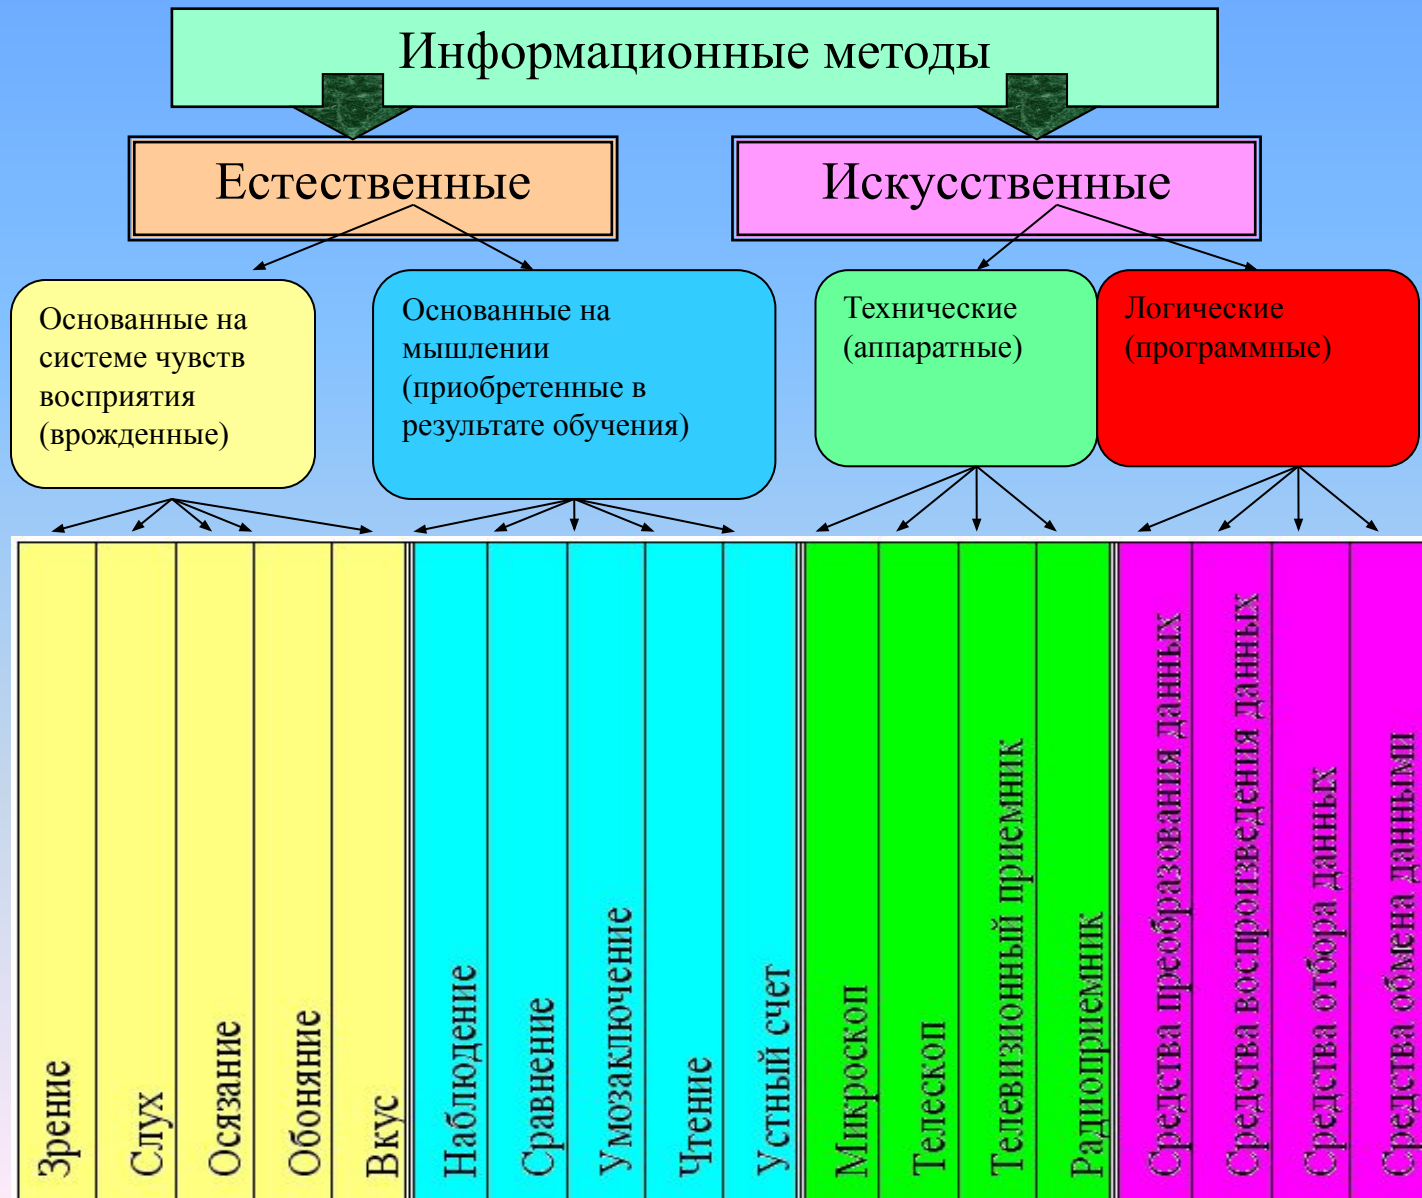 Информационные методы
Естественные
Искусственные
Основанные на
системе чувств
восприятия
(врожденные)
Основанные на
мышлении
(приобретенные в
результате обучения)
Технические
(аппаратные)
Логические
(программные)
Зрение
Слух
Осязание
Обоняние
Вкус
Наблюдение
Сравнение
Умозаключение
Чтение
Устный счет
Микроскоп
Телескоп
Телевизионный приемник
Радиоприемник
Средства преобразования данных
Средства воспроизведения данных
Средства отбора данных
Средства обмена данными